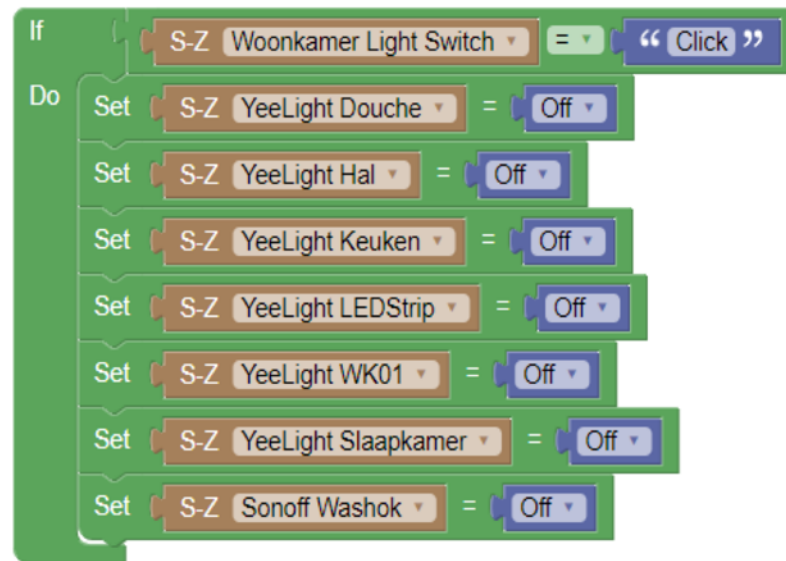 If S-Z Woonkamer Light Switch = “ Click ”
Do Set S-Z YeeLight Douche = Off
Set S-Z YeeLight Hal = Off
Set S-Z YeeLight Keuken = Off
Set S-Z YeeLight LEDStrip = Off
Set S-Z YeeLight WK01 = Off
Set S-Z YeeLight Slaapkamer = Off
Set S-Z Sonoff Washok = Off